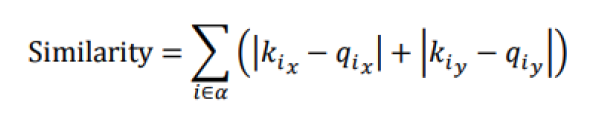 Similarity = ∑_{i∈α} (|k_{i_x} − q_{i_x}| + |k_{i_y} − q_{i_y}|)